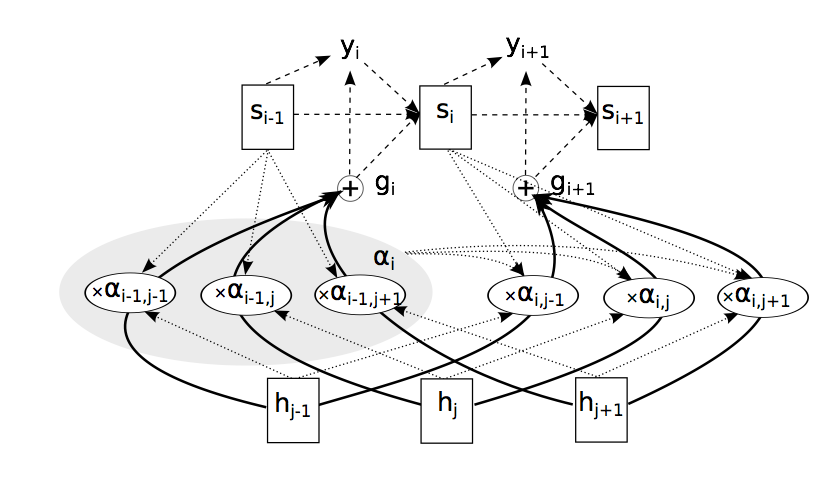 yᵢ yᵢ₊₁
sᵢ₋₁ sᵢ sᵢ₊₁
+ gᵢ + gᵢ₊₁
αᵢ
×αᵢ₋₁,ⱼ₋₁ ×αᵢ₋₁,ⱼ ×αᵢ₋₁,ⱼ₊₁ ×αᵢ,ⱼ₋₁ ×αᵢ,ⱼ ×αᵢ,ⱼ₊₁
hⱼ₋₁ hⱼ hⱼ₊₁